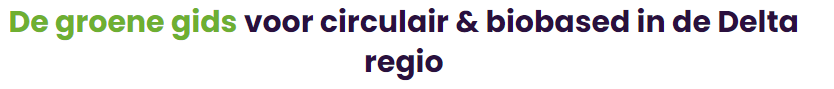 De groene gids voor circulair & biobased in de Delta
regio